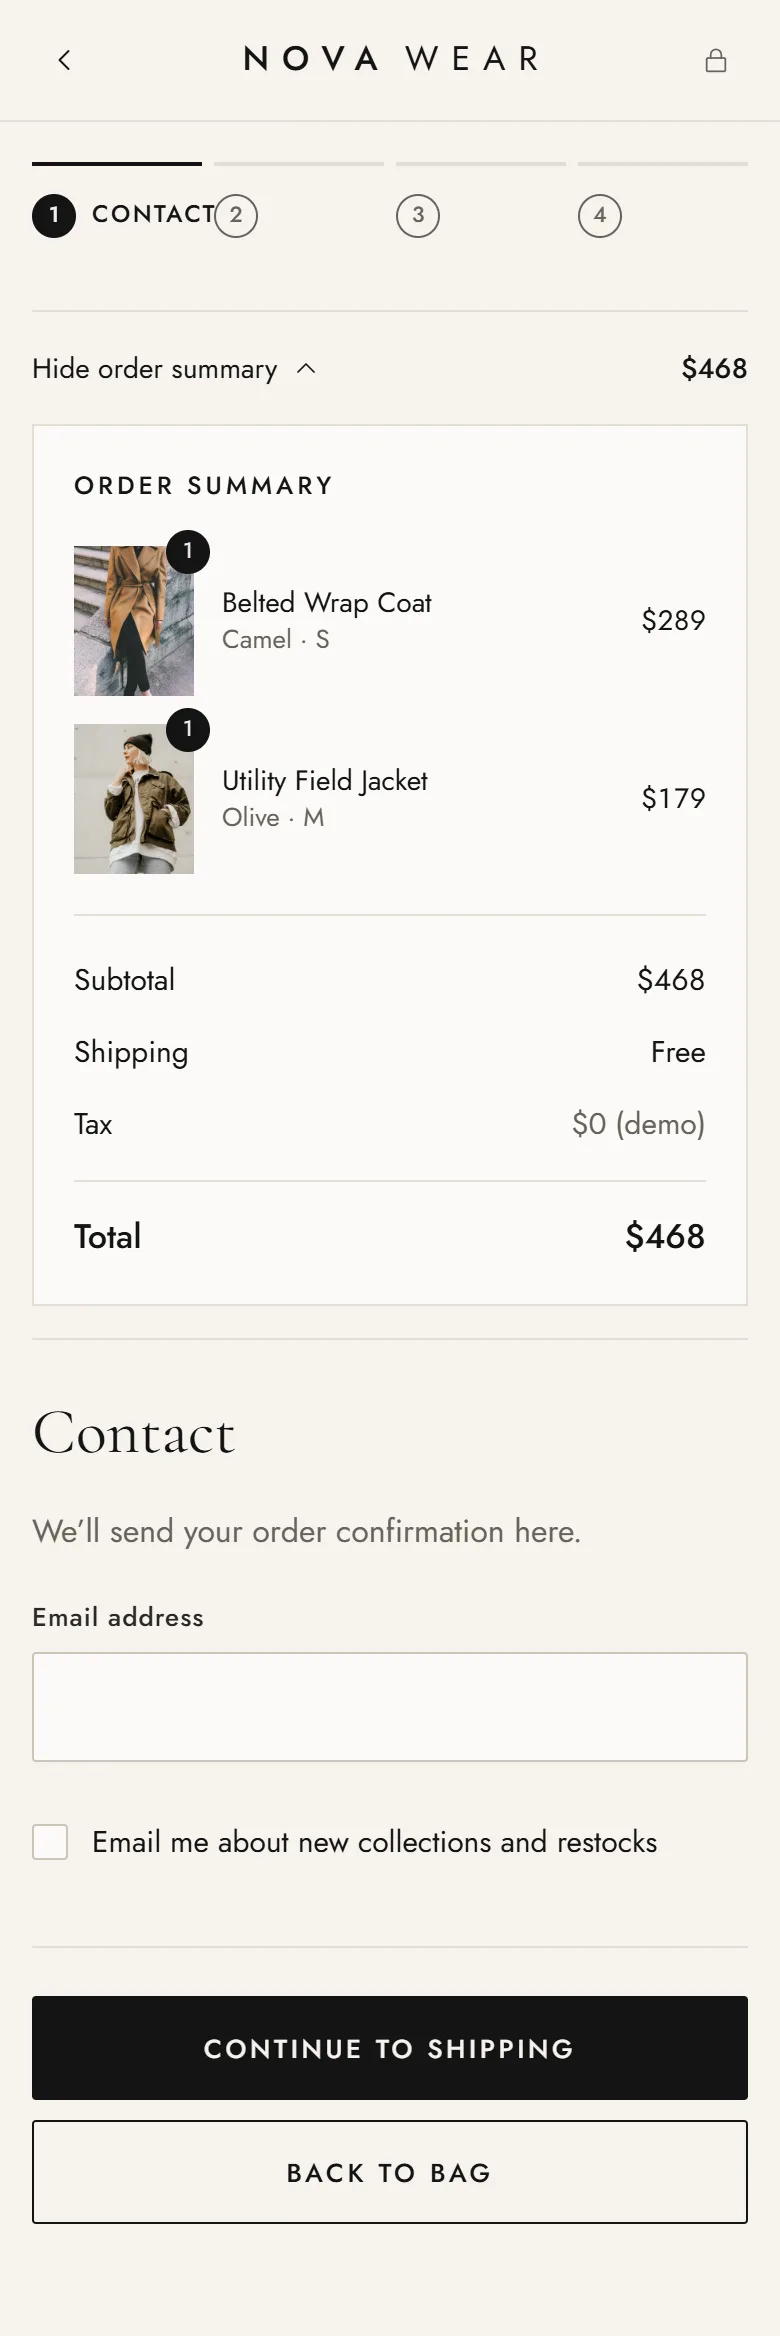 NOVA WEAR
1 CONTACT 2 3 4
Hide order summary $468
ORDER SUMMARY
1
Belted Wrap Coat
Camel · S
$289
1
Utility Field Jacket
Olive · M
$179
Subtotal $468
Shipping Free
Tax $0 (demo)
Total $468
Contact
We’ll send your order confirmation here.
Email address
Email me about new collections and restocks
CONTINUE TO SHIPPING
BACK TO BAG